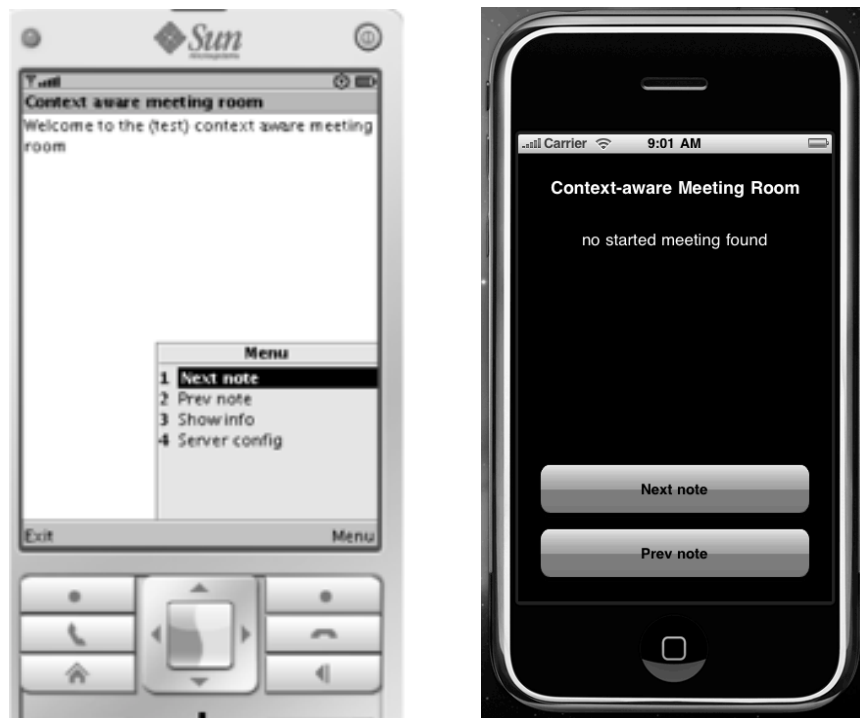 Sun
microsystems
Context aware meeting room
Welcome to the (test) context aware meeting
room
Menu
1 Next note
2 Prev note
3 Show info
4 Server config
Exit
Menu
Carrier
9:01 AM
Context-aware Meeting Room
no started meeting found
Next note
Prev note